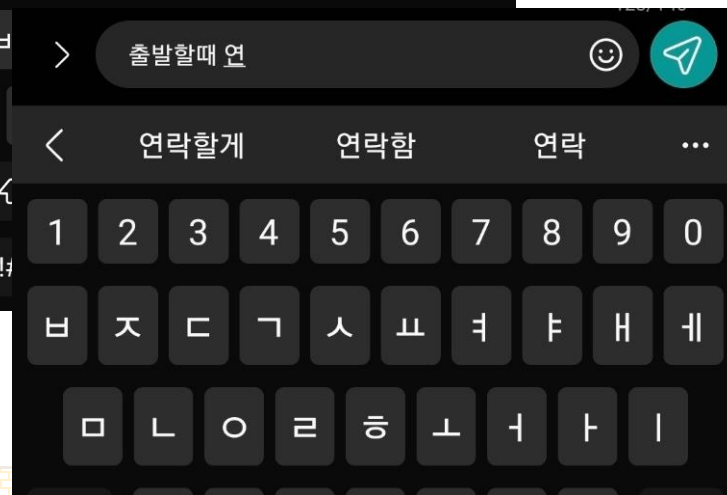 출발할때 연
연락할게 연락함 연락 ...
1 2 3 4 5 6 7 8 9 0
ㅂ ㅈ ㄷ ㄱ ㅅ ㅛ ㅕ ㅑ ㅐ ㅔ
ㅁ ㄴ ㅇ ㄹ ㅎ ㅗ ㅓ ㅏ ㅣ